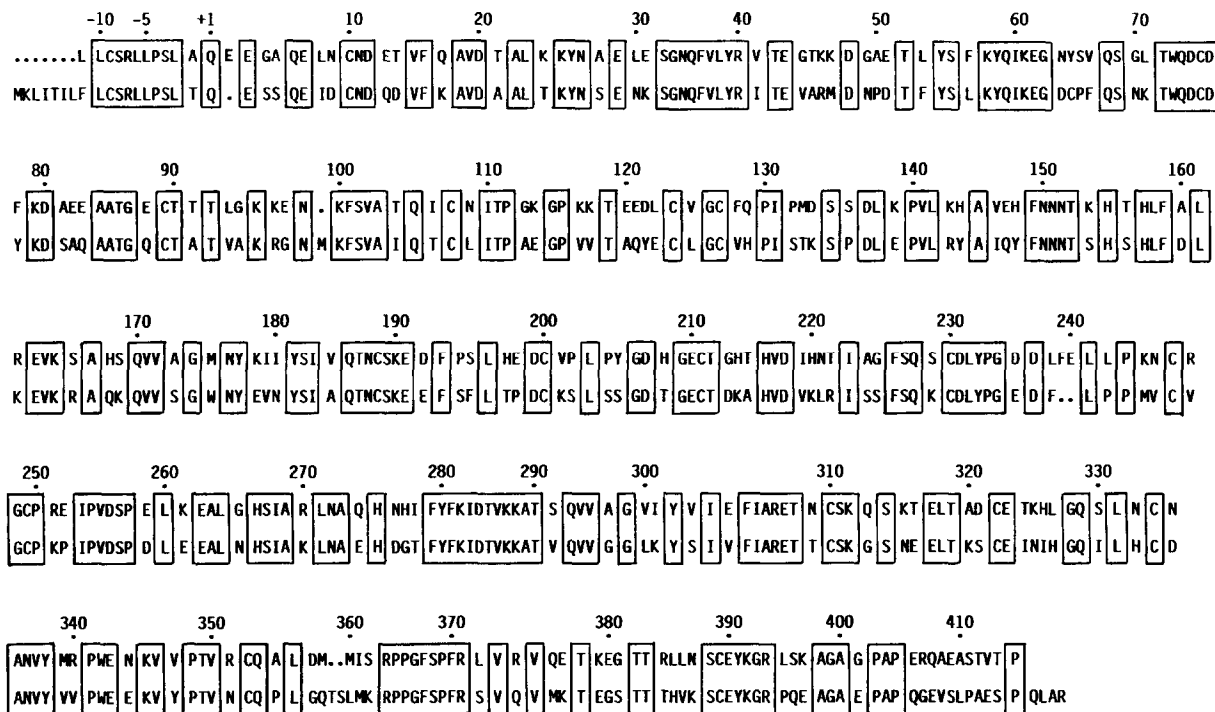 -10 -5 +1 10 20 30 40 50 60 70
.......L LCSRLLPSL A Q E E GA QE LN CND ET VF Q AVD T AL K KYN A E LE SGNQFVLYR V TE GTKK D GAE T L YS F KYQIKEG NYSV QS GL TWQDCD
MKLITILF LCSRLLPSL T Q . E SS QE ID CND QD VF K AVD A AL T KYN S E NK SGNQFVLYR I TE VARM D NPD T F YS L KYQIKEG DCPF QS NK TWQDCD
80 90 100 110 120 130 140 150 160
F KD AEE AATG E CT T T LG K KE N . KFSVA T Q I C N ITP GK GP KK T EEDL C V GC FQ PI PMD S S DL K PVL KH A VEH FNNNT K H T HLF A L
Y KD SAQ AATG Q CT A T VA K RG N M KFSVA I Q T C L ITP AE GP VV T AQYE C L GC VH PI STK S P DL E PVL RY A IQY FNNNT S H S HLF D L
170 180 190 200 210 220 230 240
R EVK S A HS QVV A G M NY KII YSI V QTNCSKE D F PS L HE DC VP L PY GD H GECT GHT HVD IHNT I AG FSQ S CDLYPG D D LFE L L P KN C R
K EVK R A QK QVV S G W NY EVN YSI A QTNCSKE E F SF L TP DC KS L SS GD T GECT DKA HVD VKLR I SS FSQ K CDLYPG E D F.. L P P MV C V
250 260 270 280 290 300 310 320 330
GCP RE IPVDSP E L K EAL G HSIA R LNA Q H NHI FYFKIDTVKKAT S QVV A G VI Y V I E FIARET N CSK Q S KT ELT AD CE TKHL GQ S L N C N
GCP KP IPVDSP D L E EAL N HSIA K LNA E H DGT FYFKIDTVKKAT V QVV G G LK Y S I V FIARET T CSK G S NE ELT KS CE INIH GQ I L H C D
340 350 360 370 380 390 400 410
ANVY MR PWE N KV V PTV R CQ A L DM..MIS RPPGFSPFR L V R V QE T KEG TT RLLN SCEYKGR LSK AGA G PAP ERQAEASTVT P
ANVY VV PWE E KV Y PTV N CQ P L GQTSLMK RPPGFSPFR S V Q V MK T EGS TT THVK SCEYKGR PQE AGA E PAP QGEVSLPAES P QLAR